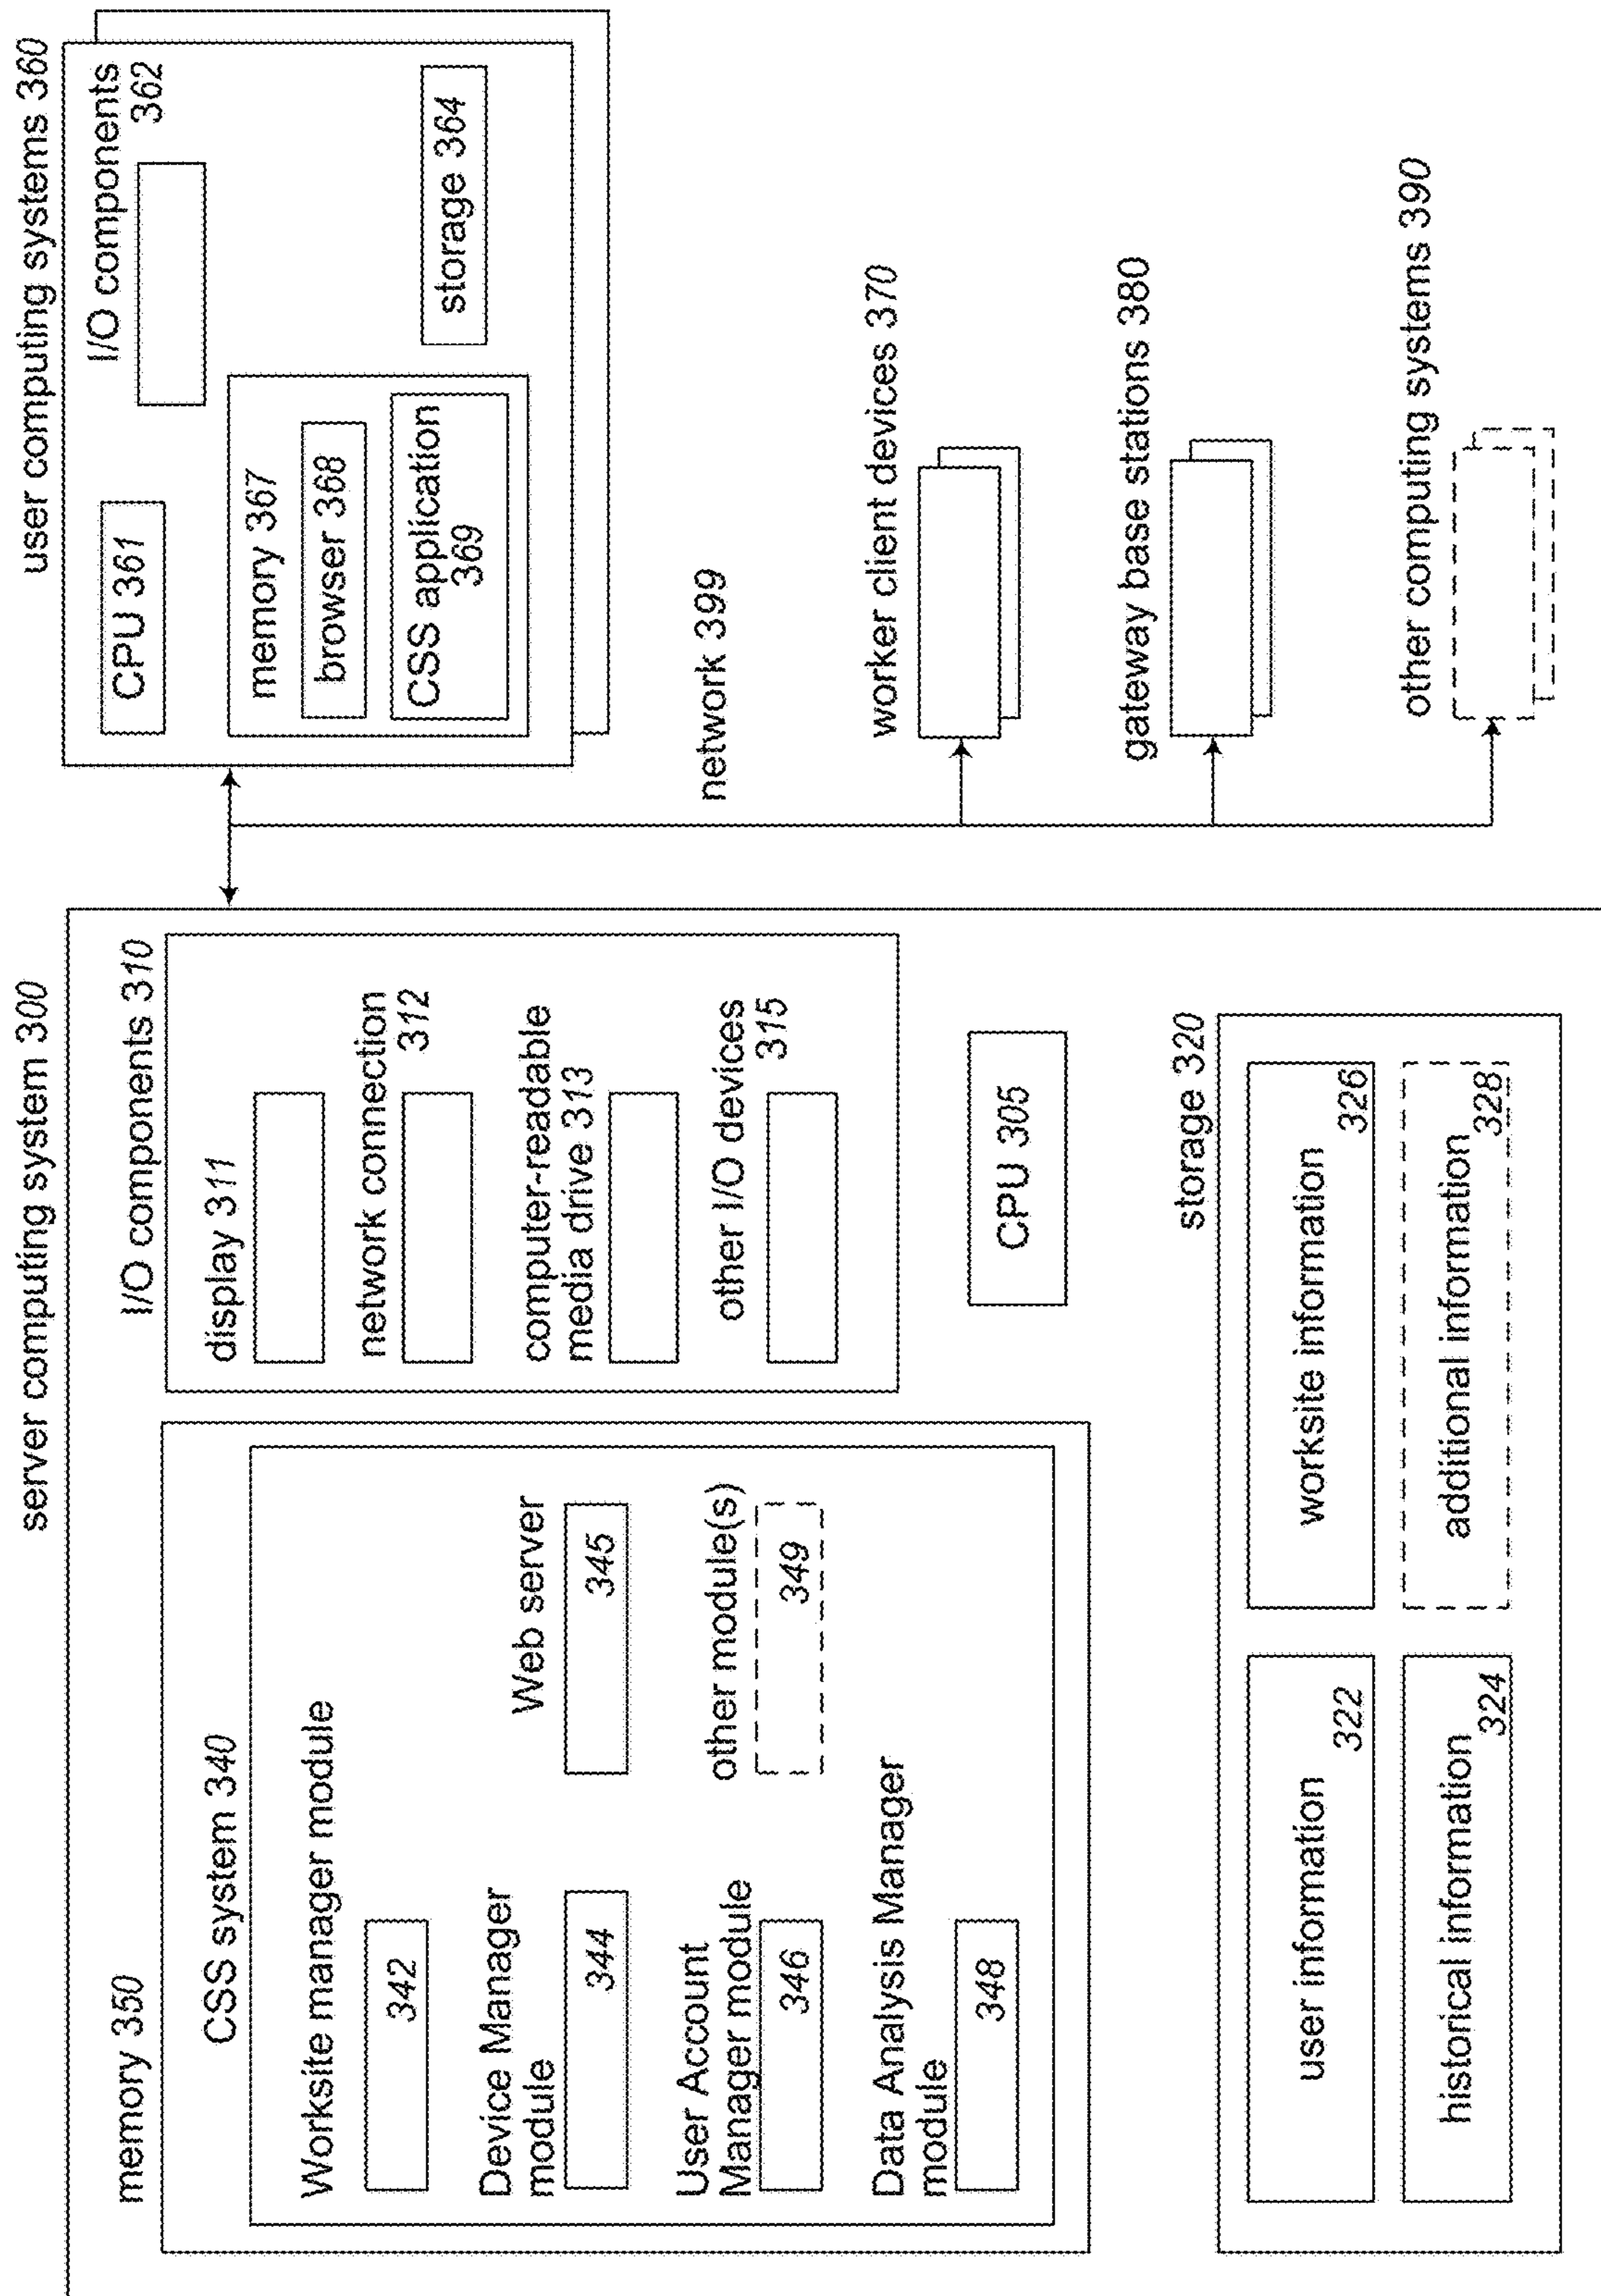 server computing system 300
memory 350
CSS system 340
Worksite manager module
342
Device Manager
module
344
User Account
Manager module
346
Data Analysis Manager
module
348
Web server
345
other module(s)
349
I/O components 310
display 311
network connection
312
computer-readable
media drive 313
other I/O devices
315
CPU 305
storage 320
user information
322
worksite information
326
historical information
324
additional information
328
user computing systems 360
CPU 361
I/O components
362
memory 367
browser 368
CSS application
369
storage 364
network 399
worker client devices 370
gateway base stations 380
other computing systems 390